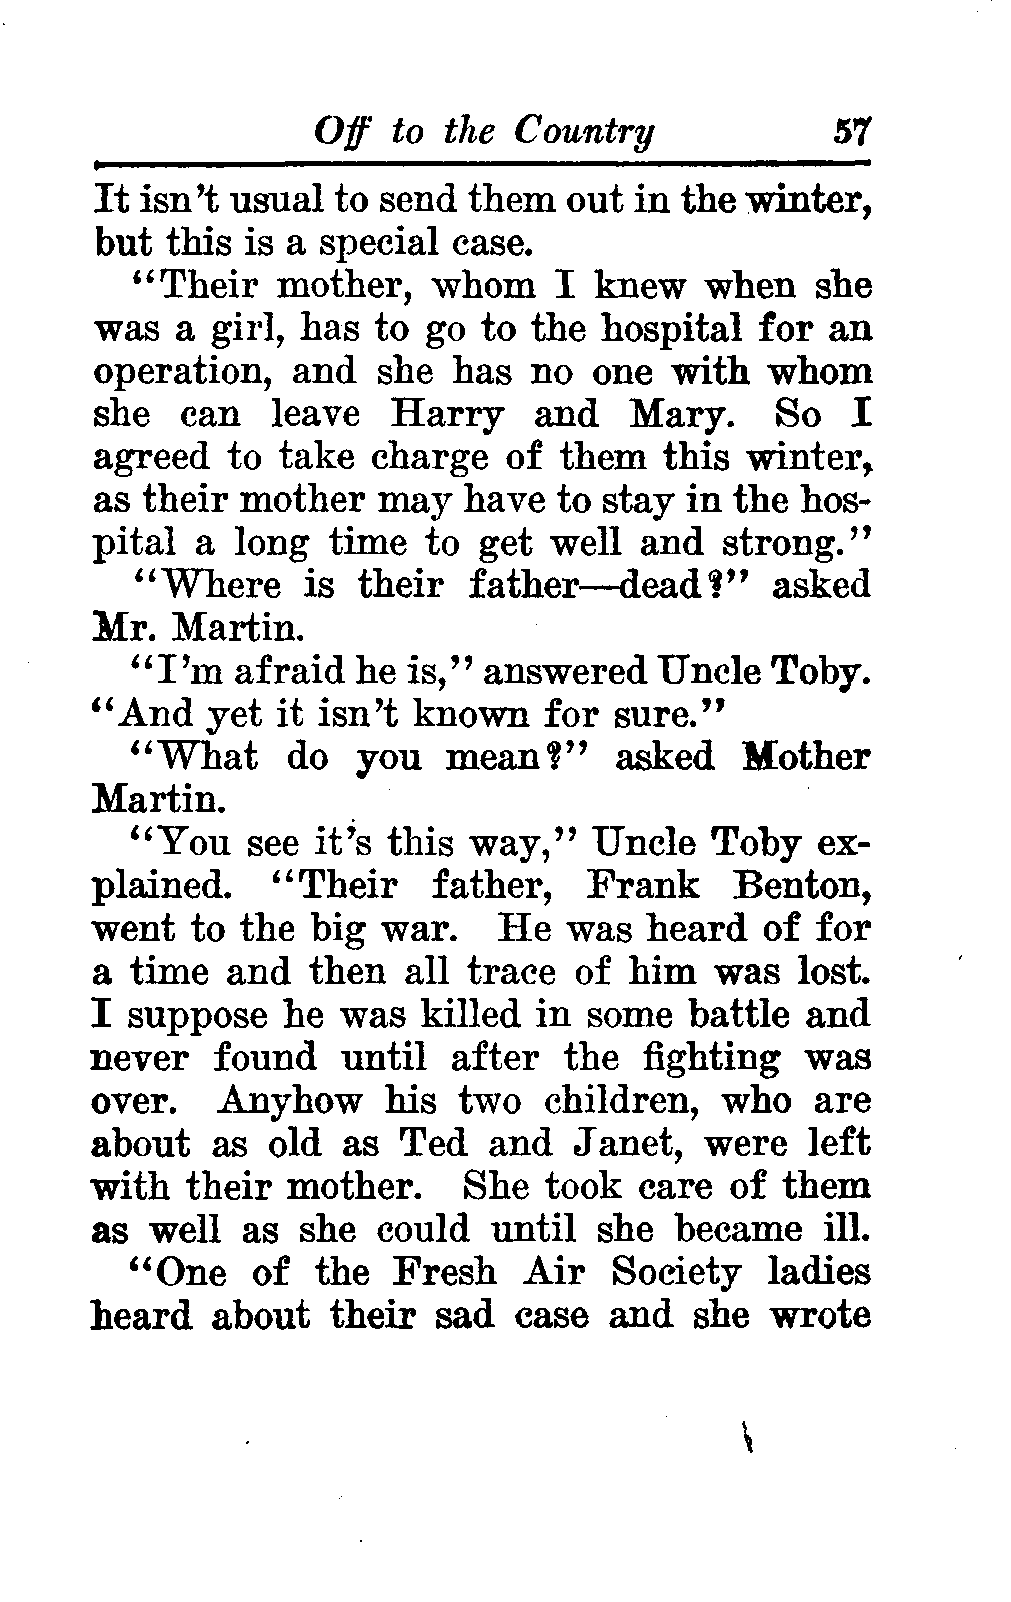 Off to the Country 57
It isn't usual to send them out in the winter,
but this is a special case.
"Their mother, whom I knew when she
was a girl, has to go to the hospital for an
operation, and she has no one with whom
she can leave Harry and Mary. So I
agreed to take charge of them this winter,
as their mother may have to stay in the hos-
pital a long time to get well and strong."
"Where is their father—dead?" asked
Mr. Martin.
"I'm afraid he is," answered Uncle Toby.
"And yet it isn't known for sure."
"What do you mean?" asked Mother
Martin.
"You see it's this way," Uncle Toby ex-
plained. "Their father, Frank Benton,
went to the big war. He was heard of for
a time and then all trace of him was lost.
I suppose he was killed in some battle and
never found until after the fighting was
over. Anyhow his two children, who are
about as old as Ted and Janet, were left
with their mother. She took care of them
as well as she could until she became ill.
"One of the Fresh Air Society ladies
heard about their sad case and she wrote